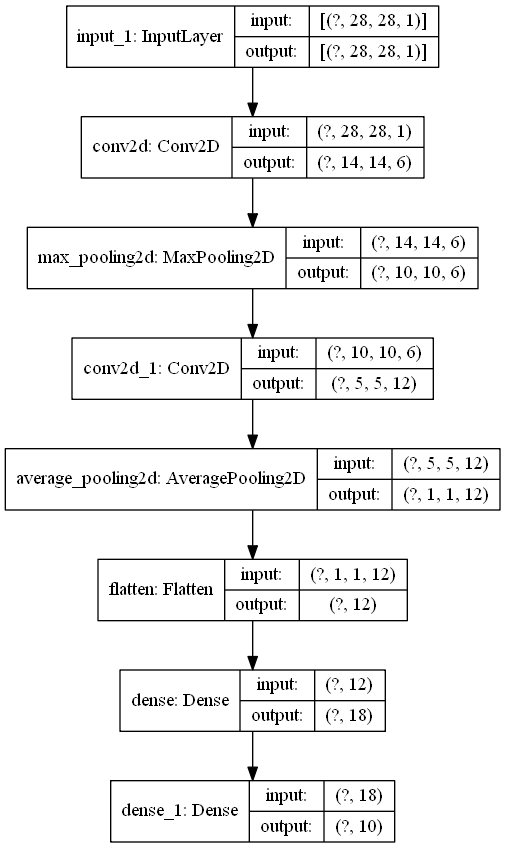 input_1: InputLayer
input:
[(?, 28, 28, 1)]
output:
[(?, 28, 28, 1)]
conv2d: Conv2D
input:
(?, 28, 28, 1)
output:
(?, 14, 14, 6)
max_pooling2d: MaxPooling2D
input:
(?, 14, 14, 6)
output:
(?, 10, 10, 6)
conv2d_1: Conv2D
input:
(?, 10, 10, 6)
output:
(?, 5, 5, 12)
average_pooling2d: AveragePooling2D
input:
(?, 5, 5, 12)
output:
(?, 1, 1, 12)
flatten: Flatten
input:
(?, 1, 1, 12)
output:
(?, 12)
dense: Dense
input:
(?, 12)
output:
(?, 18)
dense_1: Dense
input:
(?, 18)
output:
(?, 10)